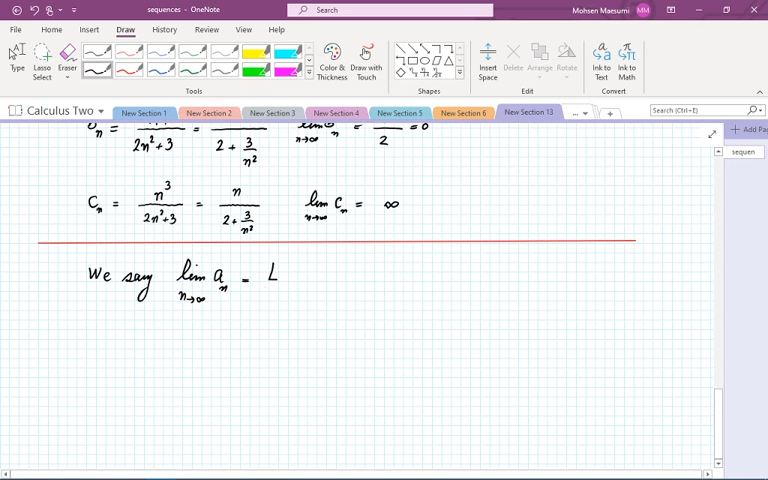 sequences - OneNote
Search
Mohsen Maesumi MM
File Home Insert Draw History Review View Help
Type Lasso Select Eraser Color & Thickness Draw with Touch Shapes Insert Space Delete Arrange Rotate Ink to Text Ink to Math
Tools Shapes Edit Convert
Calculus Two New Section 1 New Section 2 New Section 3 New Section 4 New Section 5 New Section 6 New Section 13 ... + Search (Ctrl+E)
+ Add Pag
sequen
= 2n²+3 = 2 + 3/n² lim n→∞ n = 2 = 0
Cₙ = n³/(2n²+3) = n/(2 + 3/n²) lim n→∞ Cₙ = ∞
We say lim n→∞ aₙ = L